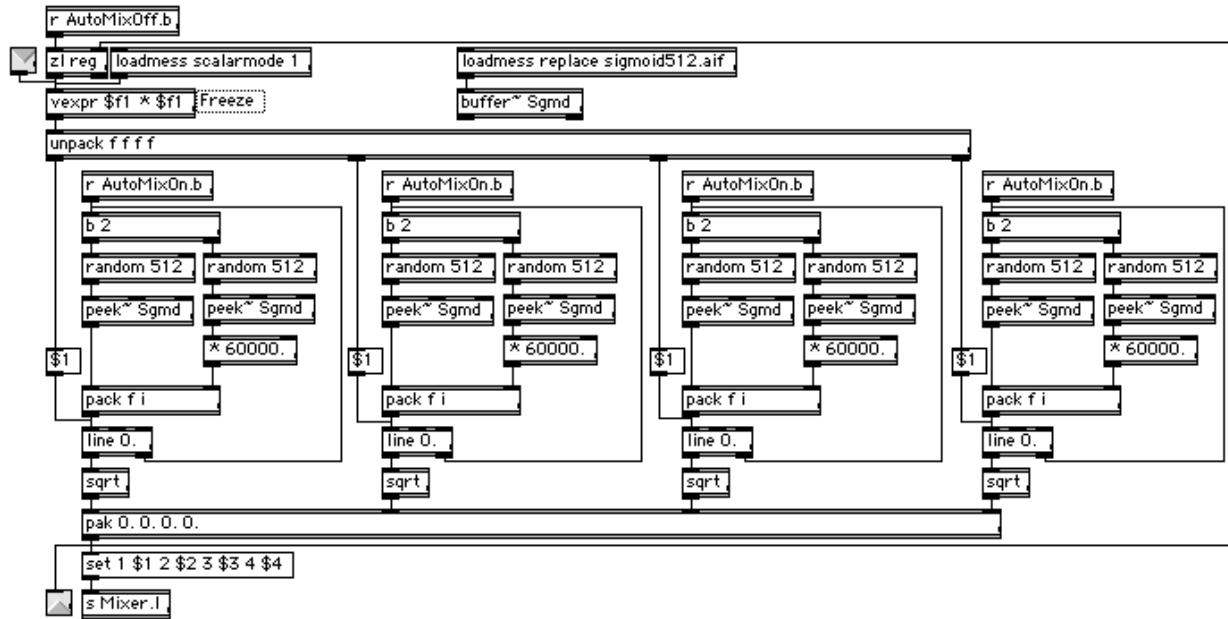 r AutoMixOff.b
zl reg loadmess scalarmode 1 loadmess replace sigmoid512.aif
vexpr $f1 * $f1 Freeze buffer~ Sgmd
unpack f f f f
r AutoMixOn.b r AutoMixOn.b r AutoMixOn.b r AutoMixOn.b
b 2 b 2 b 2 b 2
random 512 random 512 random 512 random 512 random 512 random 512 random 512 random 512
peek~ Sgmd peek~ Sgmd peek~ Sgmd peek~ Sgmd peek~ Sgmd peek~ Sgmd peek~ Sgmd peek~ Sgmd
$1 * 60000. $1 * 60000. $1 * 60000. $1 * 60000.
pack f i pack f i pack f i pack f i
line 0. line 0. line 0. line 0.
sqrt sqrt sqrt sqrt
pak 0. 0. 0. 0.
set 1 $1 2 $2 3 $3 4 $4
s Mixer.l